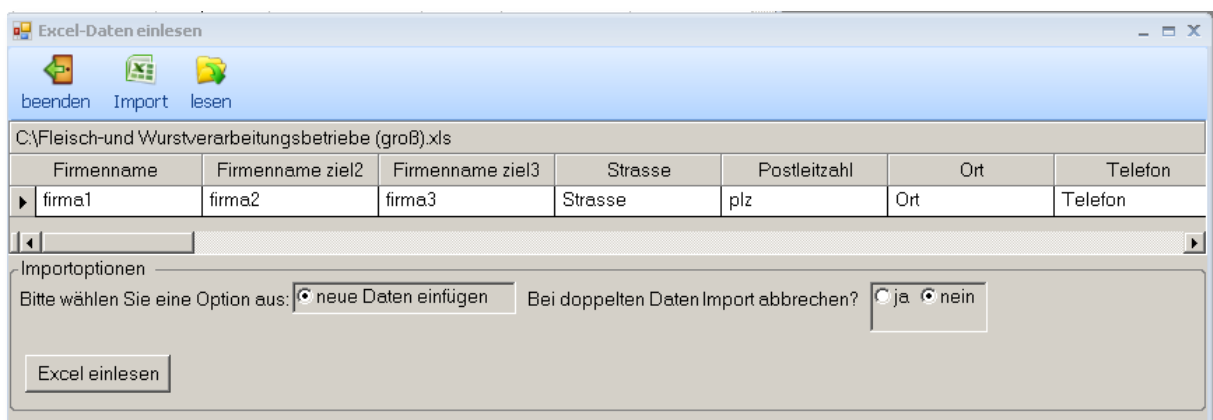 Excel-Daten einlesen
beenden Import lesen
C:\Fleisch-und Wurstverarbeitungsbetriebe (groß).xls
Firmenname Firmenname ziel2 Firmenname ziel3 Strasse Postleitzahl Ort Telefon
firma1 firma2 firma3 Strasse plz Ort Telefon
Importoptionen
Bitte wählen Sie eine Option aus: neue Daten einfügen Bei doppelten Daten Import abbrechen? ja nein
Excel einlesen